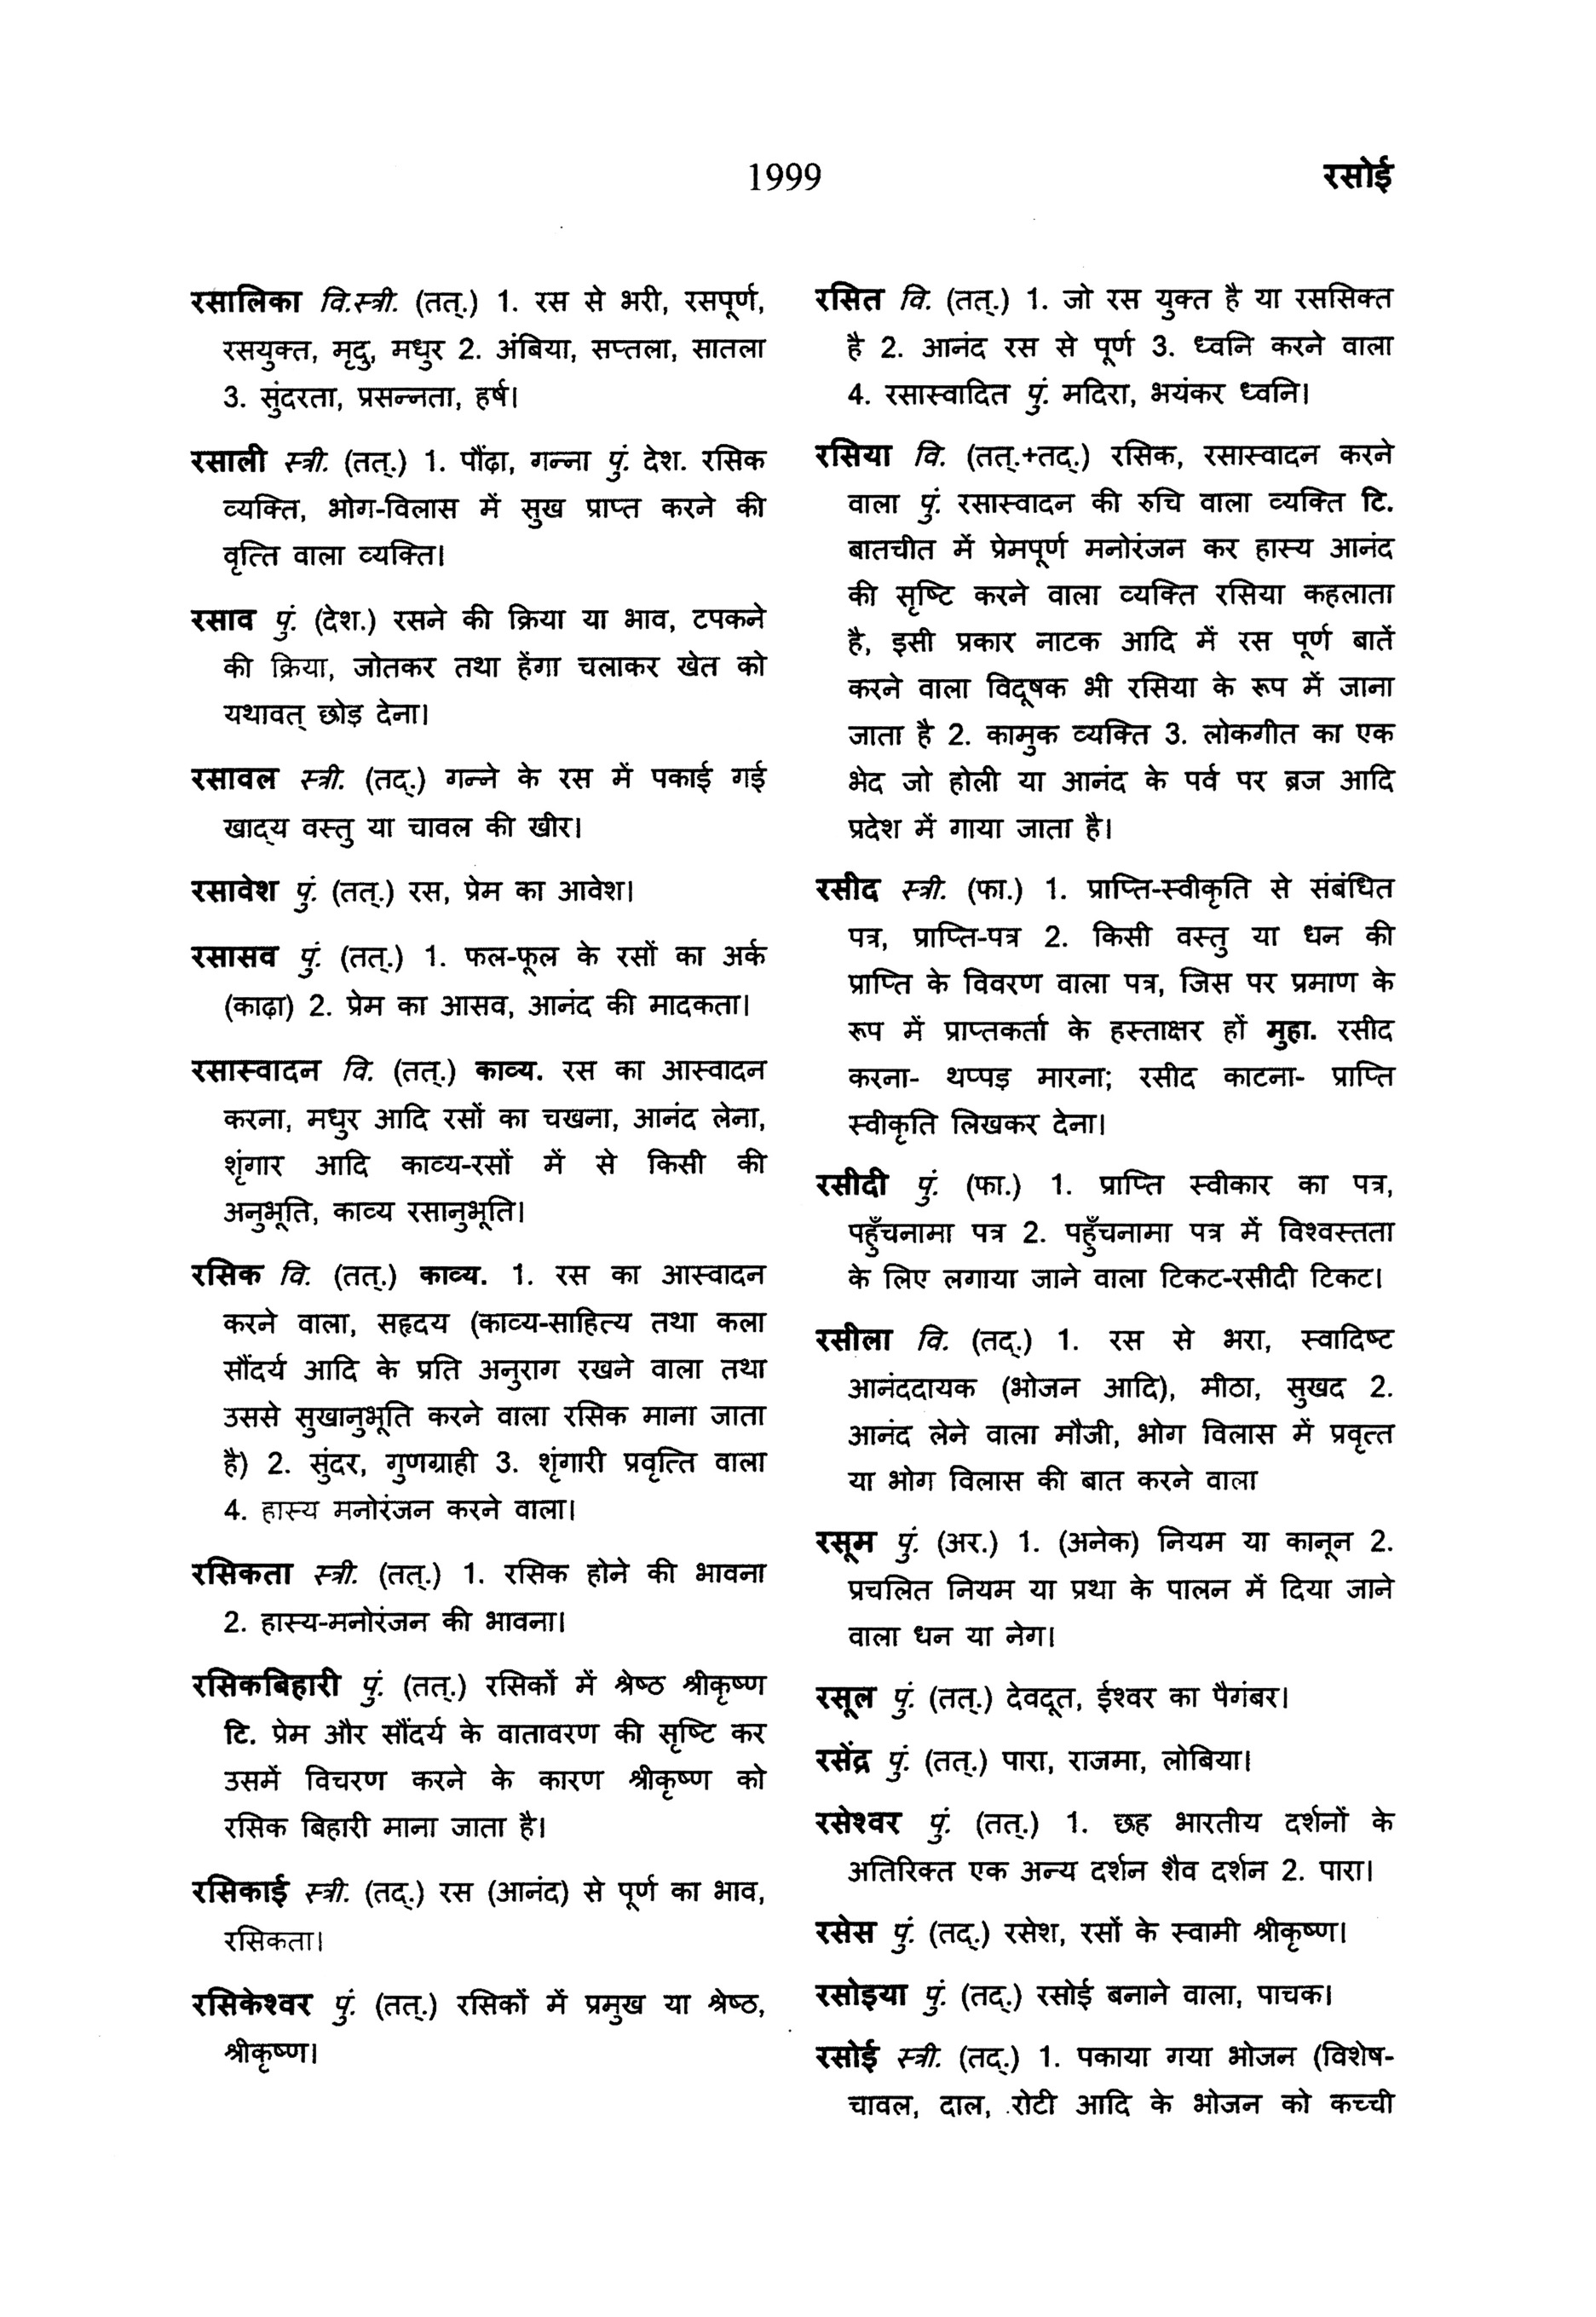 1999
रसोई
रसालिका वि.स्त्री. (तत्.) 1. रस से भरी, रसपूर्ण,
रसयुक्त, मृदु, मधुर 2. अंबिया, सप्तला, सातला
3. सुंदरता, प्रसन्नता, हर्ष।
रसाली स्त्री. (तत्.) 1. पौंढ़ा, गन्ना पुं. देश. रसिक
व्यक्ति, भोग-विलास में सुख प्राप्त करने की
वृत्ति वाला व्यक्ति।
रसाव पुं. (देश.) रसने की क्रिया या भाव, टपकने
की क्रिया, जोतकर तथा हेंगा चलाकर खेत को
यथावत् छोड़ देना।
रसावल स्त्री. (तद्.) गन्ने के रस में पकाई गई
खाद्‍य वस्तु या चावल की खीर।
रसावेश पुं. (तत्.) रस, प्रेम का आवेश।
रसासव पुं. (तत्.) 1. फल-फूल के रसों का अर्क
(काढ़ा) 2. प्रेम का आसव, आनंद की मादकता।
रसास्वादन वि. (तत्.) काव्य. रस का आस्वादन
करना, मधुर आदि रसों का चखना, आनंद लेना,
शृंगार आदि काव्य-रसों में से किसी की
अनुभूति, काव्य रसानुभूति।
रसिक वि. (तत्.) काव्य. 1. रस का आस्वादन
करने वाला, सहृदय (काव्य-साहित्य तथा कला
सौंदर्य आदि के प्रति अनुराग रखने वाला तथा
उससे सुखानुभूति करने वाला रसिक माना जाता
है) 2. सुंदर, गुणग्राही 3. शृंगारी प्रवृत्ति वाला
4. हास्य मनोरंजन करने वाला।
रसिकता स्त्री. (तत्.) 1. रसिक होने की भावना
2. हास्य-मनोरंजन की भावना।
रसिकबिहारी पुं. (तत्.) रसिकों में श्रेष्ठ श्रीकृष्ण
टि. प्रेम और सौंदर्य के वातावरण की सृष्टि कर
उसमें विचरण करने के कारण श्रीकृष्ण को
रसिक बिहारी माना जाता है।
रसिकाई स्त्री. (तद्.) रस (आनंद) से पूर्ण का भाव,
रसिकता।
रसिकेश्वर पुं. (तत्.) रसिकों में प्रमुख या श्रेष्ठ,
श्रीकृष्ण।
रसित वि. (तत्.) 1. जो रस युक्त है या रससिक्त
है 2. आनंद रस से पूर्ण 3. ध्वनि करने वाला
4. रसास्वादित पुं. मदिरा, भयंकर ध्वनि।
रसिया वि. (तत्.+तद्.) रसिक, रसास्वादन करने
वाला पुं. रसास्वादन की रुचि वाला व्यक्ति टि.
बातचीत में प्रेमपूर्ण मनोरंजन कर हास्य आनंद
की सृष्टि करने वाला व्यक्ति रसिया कहलाता
है, इसी प्रकार नाटक आदि में रस पूर्ण बातें
करने वाला विदूषक भी रसिया के रूप में जाना
जाता है 2. कामुक व्यक्ति 3. लोकगीत का एक
भेद जो होली या आनंद के पर्व पर ब्रज आदि
प्रदेश में गाया जाता है।
रसीद स्त्री. (फा.) 1. प्राप्ति-स्वीकृति से संबंधित
पत्र, प्राप्ति-पत्र 2. किसी वस्तु या धन की
प्राप्ति के विवरण वाला पत्र, जिस पर प्रमाण के
रूप में प्राप्तकर्ता के हस्ताक्षर हों मुहा. रसीद
करना- थप्पड़ मारना; रसीद काटना- प्राप्ति
स्वीकृति लिखकर देना।
रसीदी पुं. (फा.) 1. प्राप्ति स्वीकार का पत्र,
पहुँचनामा पत्र 2. पहुँचनामा पत्र में विश्वस्तता
के लिए लगाया जाने वाला टिकट-रसीदी टिकट।
रसीला वि. (तद्.) 1. रस से भरा, स्वादिष्ट
आनंददायक (भोजन आदि), मीठा, सुखद 2.
आनंद लेने वाला मौजी, भोग विलास में प्रवृत्त
या भोग विलास की बात करने वाला
रसूम पुं. (अर.) 1. (अनेक) नियम या कानून 2.
प्रचलित नियम या प्रथा के पालन में दिया जाने
वाला धन या नेग।
रसूल पुं. (तत्.) देवदूत, ईश्वर का पैगंबर।
रसेंद्र पुं. (तत्.) पारा, राजमा, लोबिया।
रसेश्वर पुं. (तत्.) 1. छह भारतीय दर्शनों के
अतिरिक्त एक अन्य दर्शन शैव दर्शन 2. पारा।
रसेस पुं. (तद्.) रसेश, रसों के स्वामी श्रीकृष्ण।
रसोइया पुं. (तद्.) रसोई बनाने वाला, पाचक।
रसोई स्त्री. (तद्.) 1. पकाया गया भोजन (विशेष-
चावल, दाल, रोटी आदि के भोजन को कच्ची